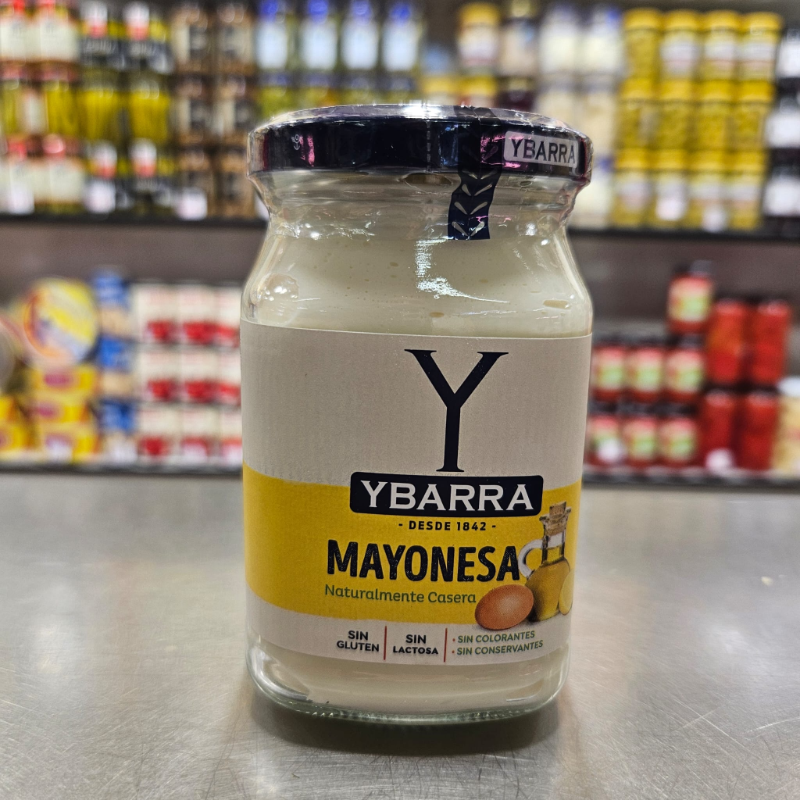 YBARRA
Y
YBARRA
- DESDE 1842 -
MAYONESA
Naturalmente Casera
SIN GLUTEN
SIN LACTOSA
• SIN COLORANTES
• SIN CONSERVANTES